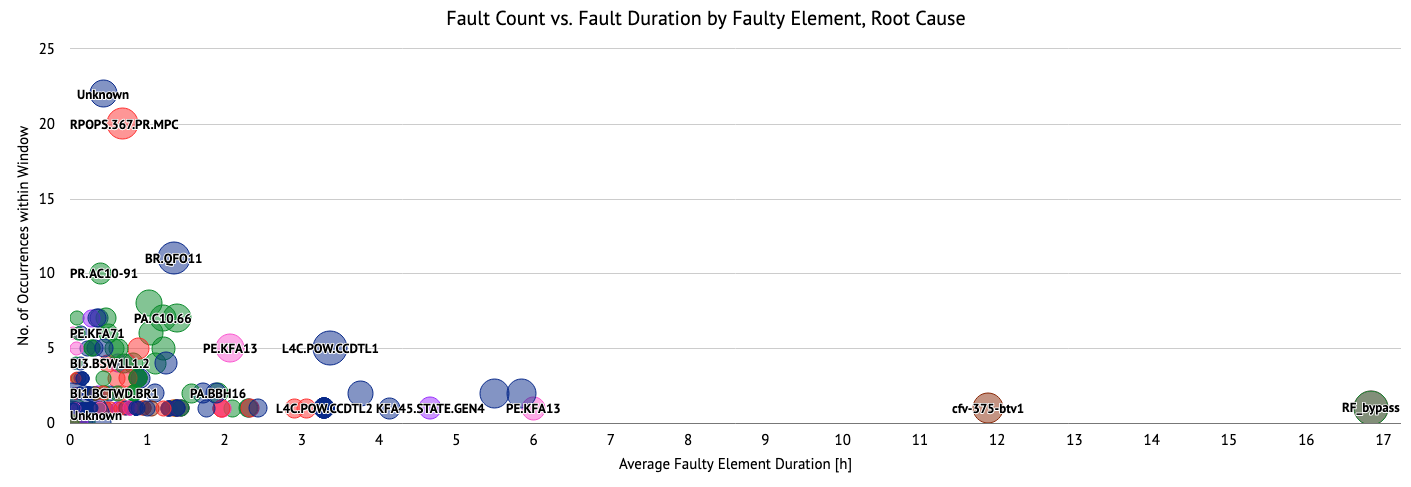 Fault Count vs. Fault Duration by Faulty Element, Root Cause
No. of Occurrences within Window
25
20
15
10
5
0
Unknown
RPOPS.367.PR.MPC
BR.QFO11
PR.AC10-91
PA.C10.66
PE.KFA71
PE.KFA13
L4C.POW.CCDTL1
BI3.BSW1L1.2
BI1.BCTWD.BR1
PA.BBH16
L4C.POW.CCDTL2
KFA45.STATE.GEN4
PE.KFA13
cfv-375-btv1
RF_bypass
Unknown
0 1 2 3 4 5 6 7 8 9 10 11 12 13 14 15 16 17
Average Faulty Element Duration [h]